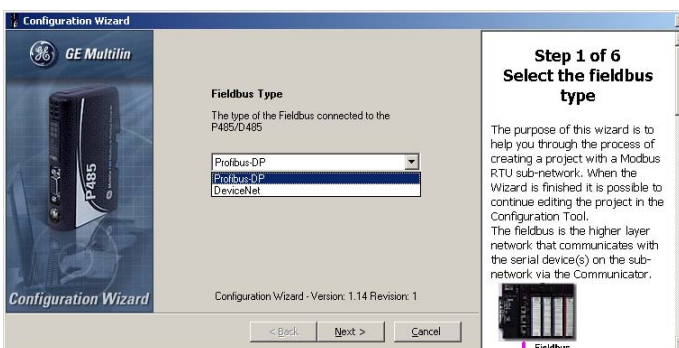 Configuration Wizard
GE Multilin
P485
Configuration Wizard
Fieldbus Type
The type of the Fieldbus connected to the
P485/D485
Profibus-DP
Profibus-DP
DeviceNet
Configuration Wizard - Version: 1.14 Revision: 1
< Back
Next >
Cancel
Step 1 of 6
Select the fieldbus
type
The purpose of this wizard is to
help you through the process of
creating a project with a Modbus
RTU sub-network. When the
Wizard is finished it is possible to
continue editing the project in the
Configuration Tool.
The fieldbus is the higher layer
network that communicates with
the serial device(s) on the sub-
network via the Communicator.
Fieldbus